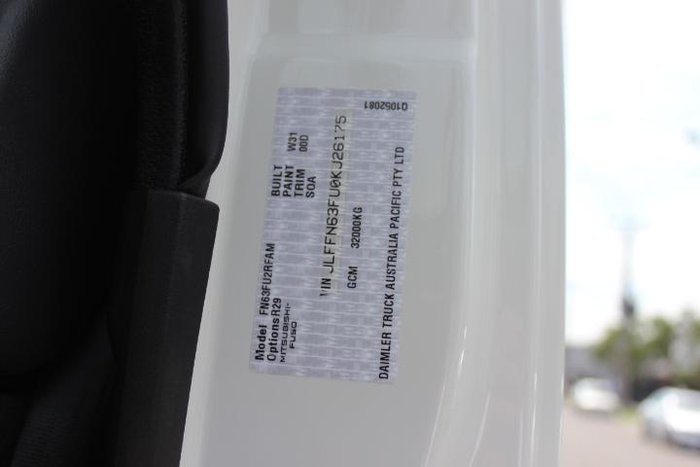 Model FN63FU2RFAM
Options R29
MITSUBISHI-
FUSO
BUILT
PAINT W31
TRIM 00D
SOA
VIN JLFFN63FU0KJ26175
GCM 32000KG
DAIMLER TRUCK AUSTRALIA PACIFIC PTY LTD
Q1052081